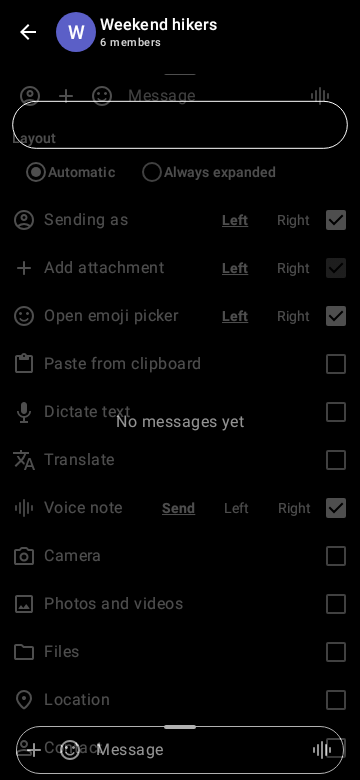 W
Weekend hikers
6 members
Message
Layout
Automatic Always expanded
Sending as Left Right
Add attachment Left Right
Open emoji picker Left Right
Paste from clipboard
Dictate text
No messages yet
Translate
Voice note Send Left Right
Camera
Photos and videos
Files
Location
Contact
Message